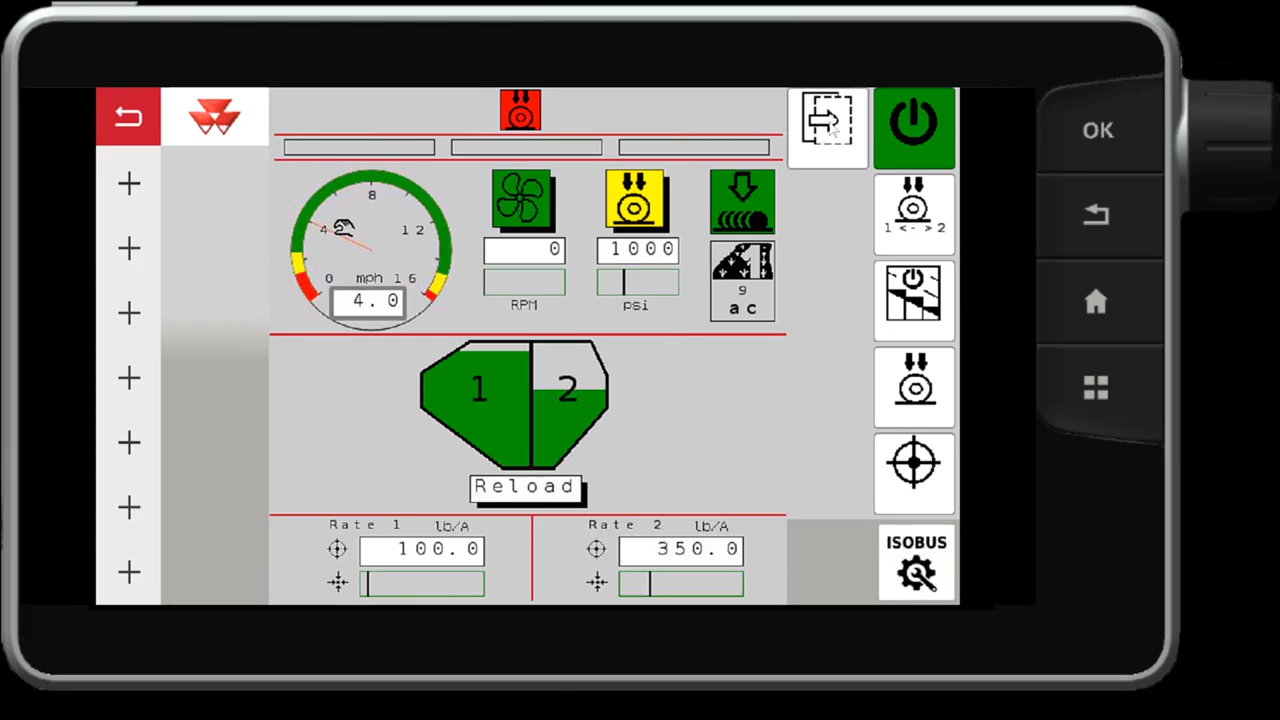 OK
1 <-> 2
8
4
12
0
mph
16
4.0
0
RPM
1000
psi
9
ac
1
2
Reload
Rate 1 lb/A
100.0
Rate 2 lb/A
350.0
ISOBUS